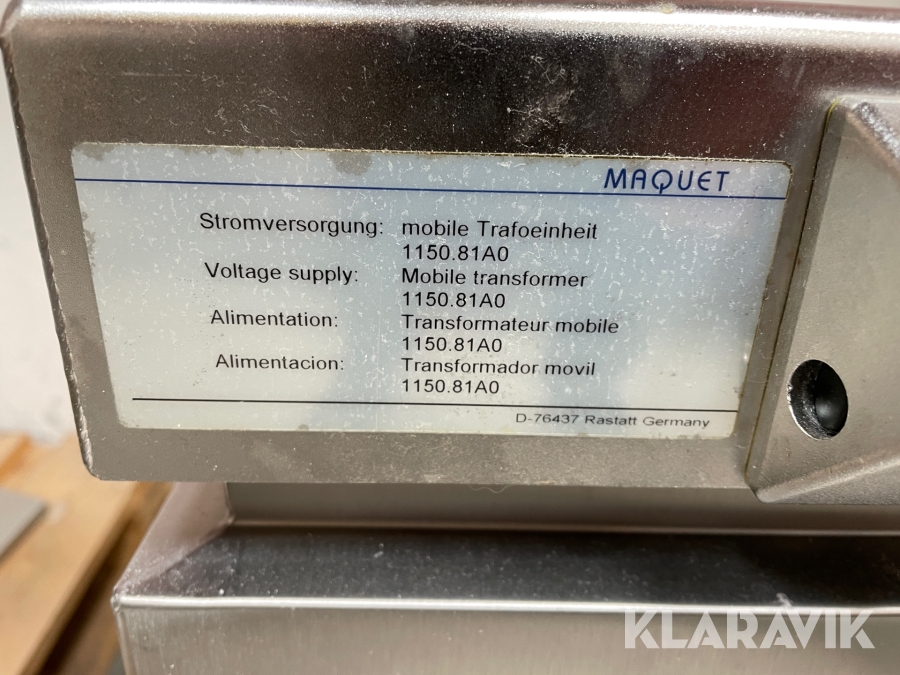 MAQUET
Stromversorgung: mobile Trafoeinheit
1150.81A0
Voltage supply: Mobile transformer
1150.81A0
Alimentation: Transformateur mobile
1150.81A0
Alimentacion: Transformador movil
1150.81A0
D-76437 Rastatt Germany
KLARAVIK